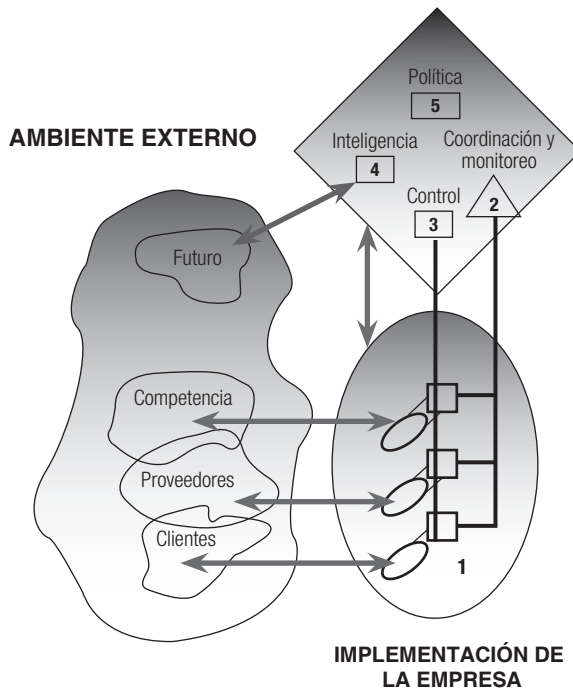 AMBIENTE EXTERNO
Política
5
Inteligencia
4
Coordinación y
monitoreo
2
Control
3
Futuro
Competencia
Proveedores
Clientes
1
IMPLEMENTACIÓN DE
LA EMPRESA